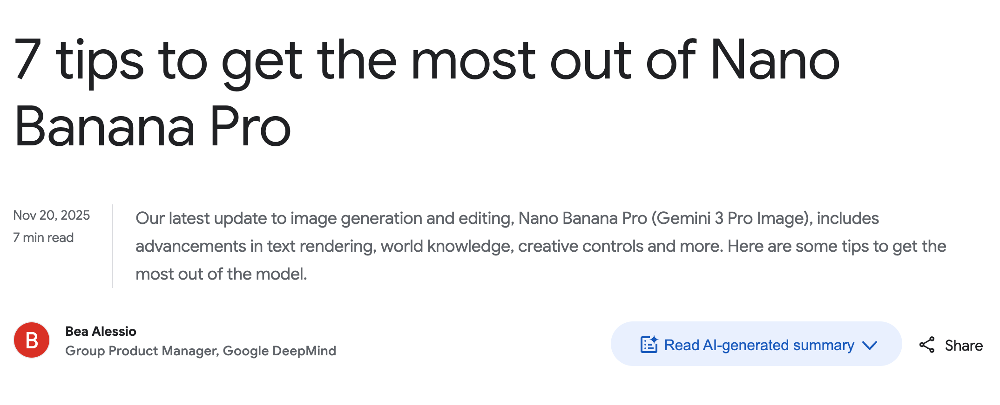 7 tips to get the most out of Nano
Banana Pro
Nov 20, 2025
7 min read
Our latest update to image generation and editing, Nano Banana Pro (Gemini 3 Pro Image), includes
advancements in text rendering, world knowledge, creative controls and more. Here are some tips to get the
most out of the model.
B
Bea Alessio
Group Product Manager, Google DeepMind
Read AI-generated summary
Share